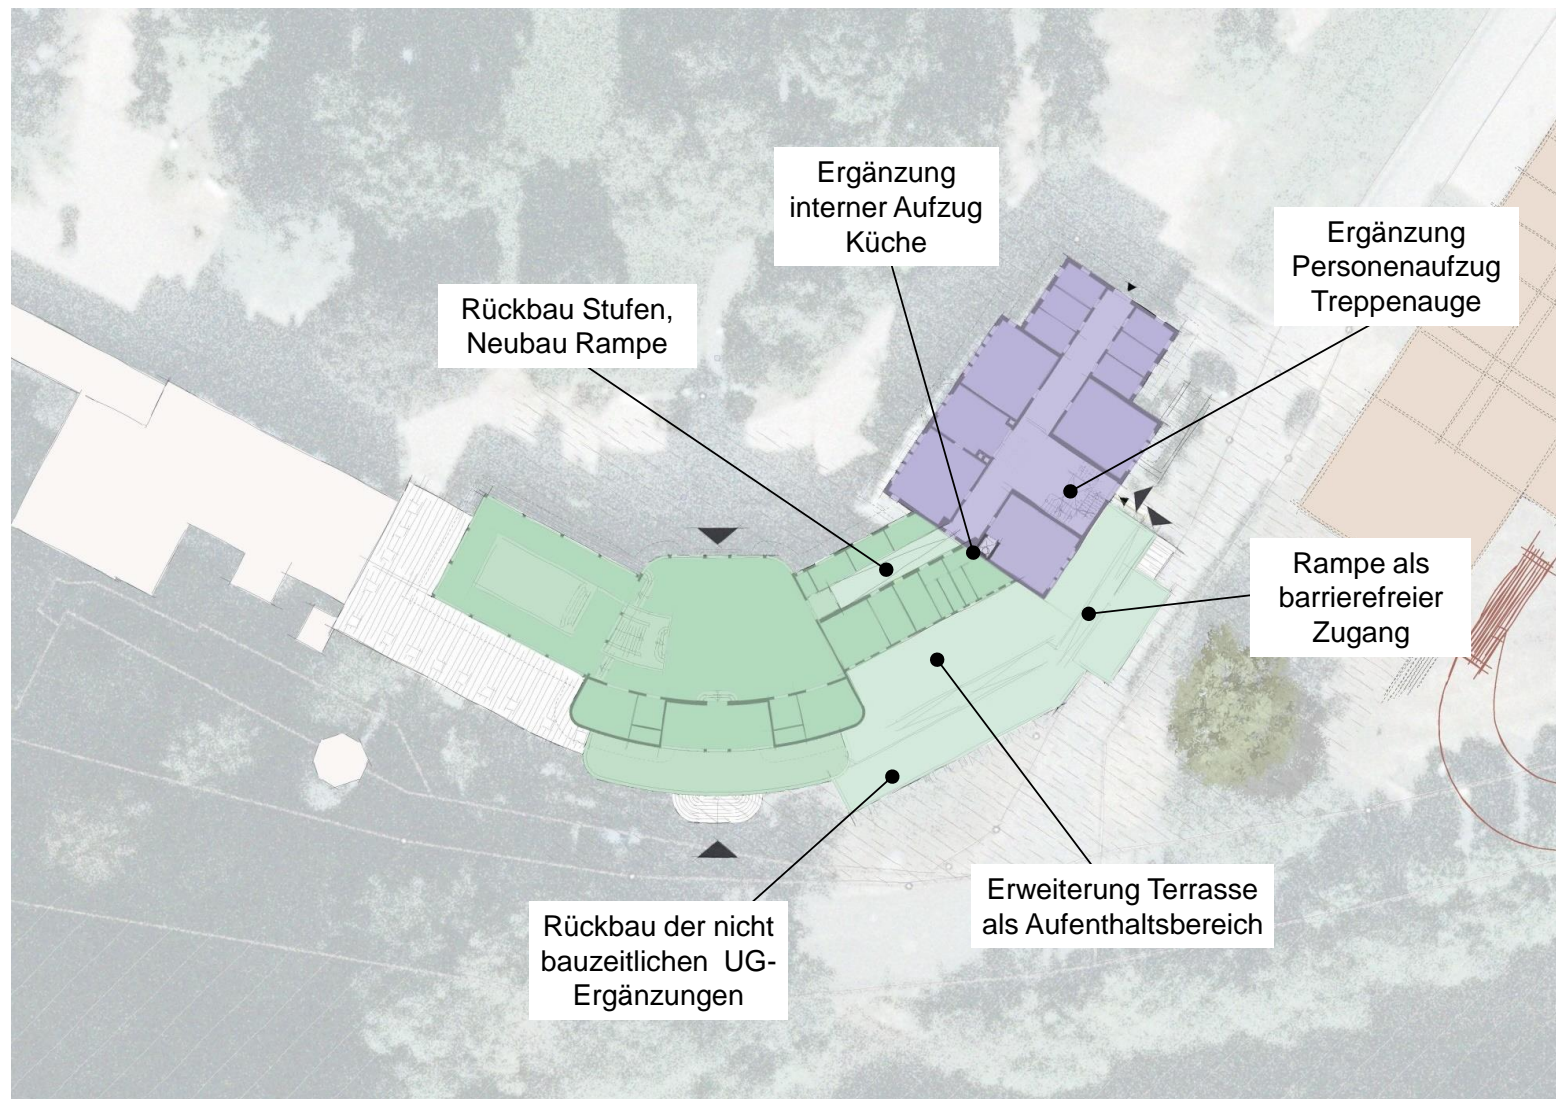 Ergänzung
interner Aufzug
Küche
Ergänzung
Personenaufzug
Treppenauge
Rückbau Stufen,
Neubau Rampe
Rampe als
barrierefreier
Zugang
Erweiterung Terrasse
als Aufenthaltsbereich
Rückbau der nicht
bauzeitlichen  UG-
Ergänzungen